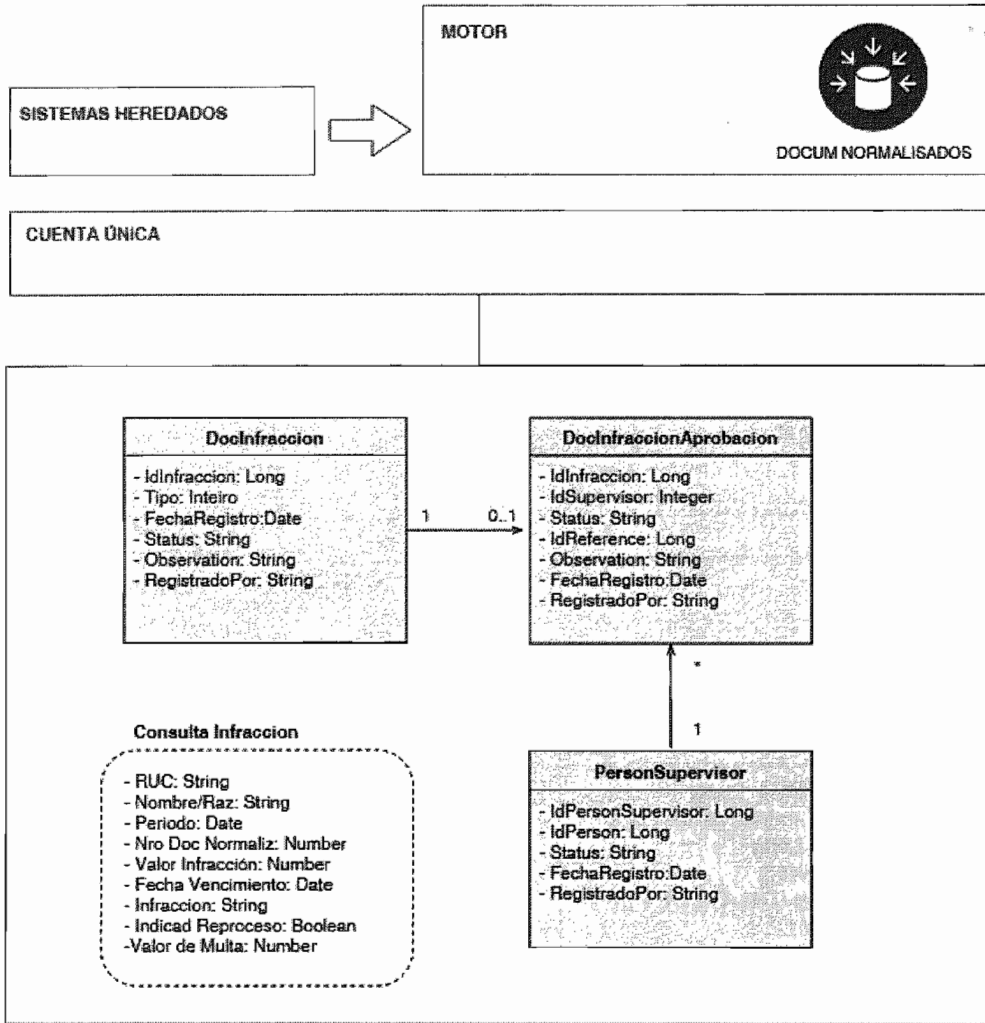 MOTOR
SISTEMAS HEREDADOS
DOCUM NORMALISADOS
CUENTA ÚNICA
DocInfraccion
- IdInfraccion: Long
- Tipo: Inteiro
- FechaRegistro:Date
- Status: String
- Observation: String
- RegistradoPor: String
1
0..1
DocInfraccionAprobacion
- IdInfraccion: Long
- IdSupervisor: Integer
- Status: String
- IdReference: Long
- Observation: String
- FechaRegistro:Date
- RegistradoPor: String
*
1
Consulta Infraccion
- RUC: String
- Nombre/Raz: String
- Periodo: Date
- Nro Doc Normaliz: Number
- Valor Infracción: Number
- Fecha Vencimiento: Date
- Infraccion: String
- Indicad Reproceso: Boolean
-Valor de Multa: Number
PersonSupervisor
- IdPersonSupervisor: Long
- IdPerson: Long
- Status: String
- FechaRegistro:Date
- RegistradoPor: String